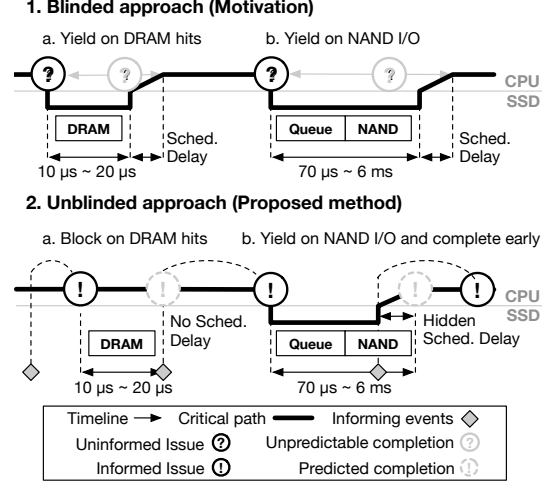 1. Blinded approach (Motivation)
a. Yield on DRAM hits
b. Yield on NAND I/O
?
?
?
?
CPU
SSD
DRAM
Queue
NAND
Sched.
Delay
Sched.
Delay
10 μs ~ 20 μs
70 μs ~ 6 ms
2. Unblinded approach (Proposed method)
a. Block on DRAM hits
b. Yield on NAND I/O and complete early
!
!
!
!
!
CPU
SSD
No Sched.
Delay
Hidden
Sched. Delay
DRAM
Queue
NAND
10 μs ~ 20 μs
70 μs ~ 6 ms
Timeline
Critical path
Informing events
Uninformed Issue ?
Unpredictable completion ?
Informed Issue !
Predicted completion !